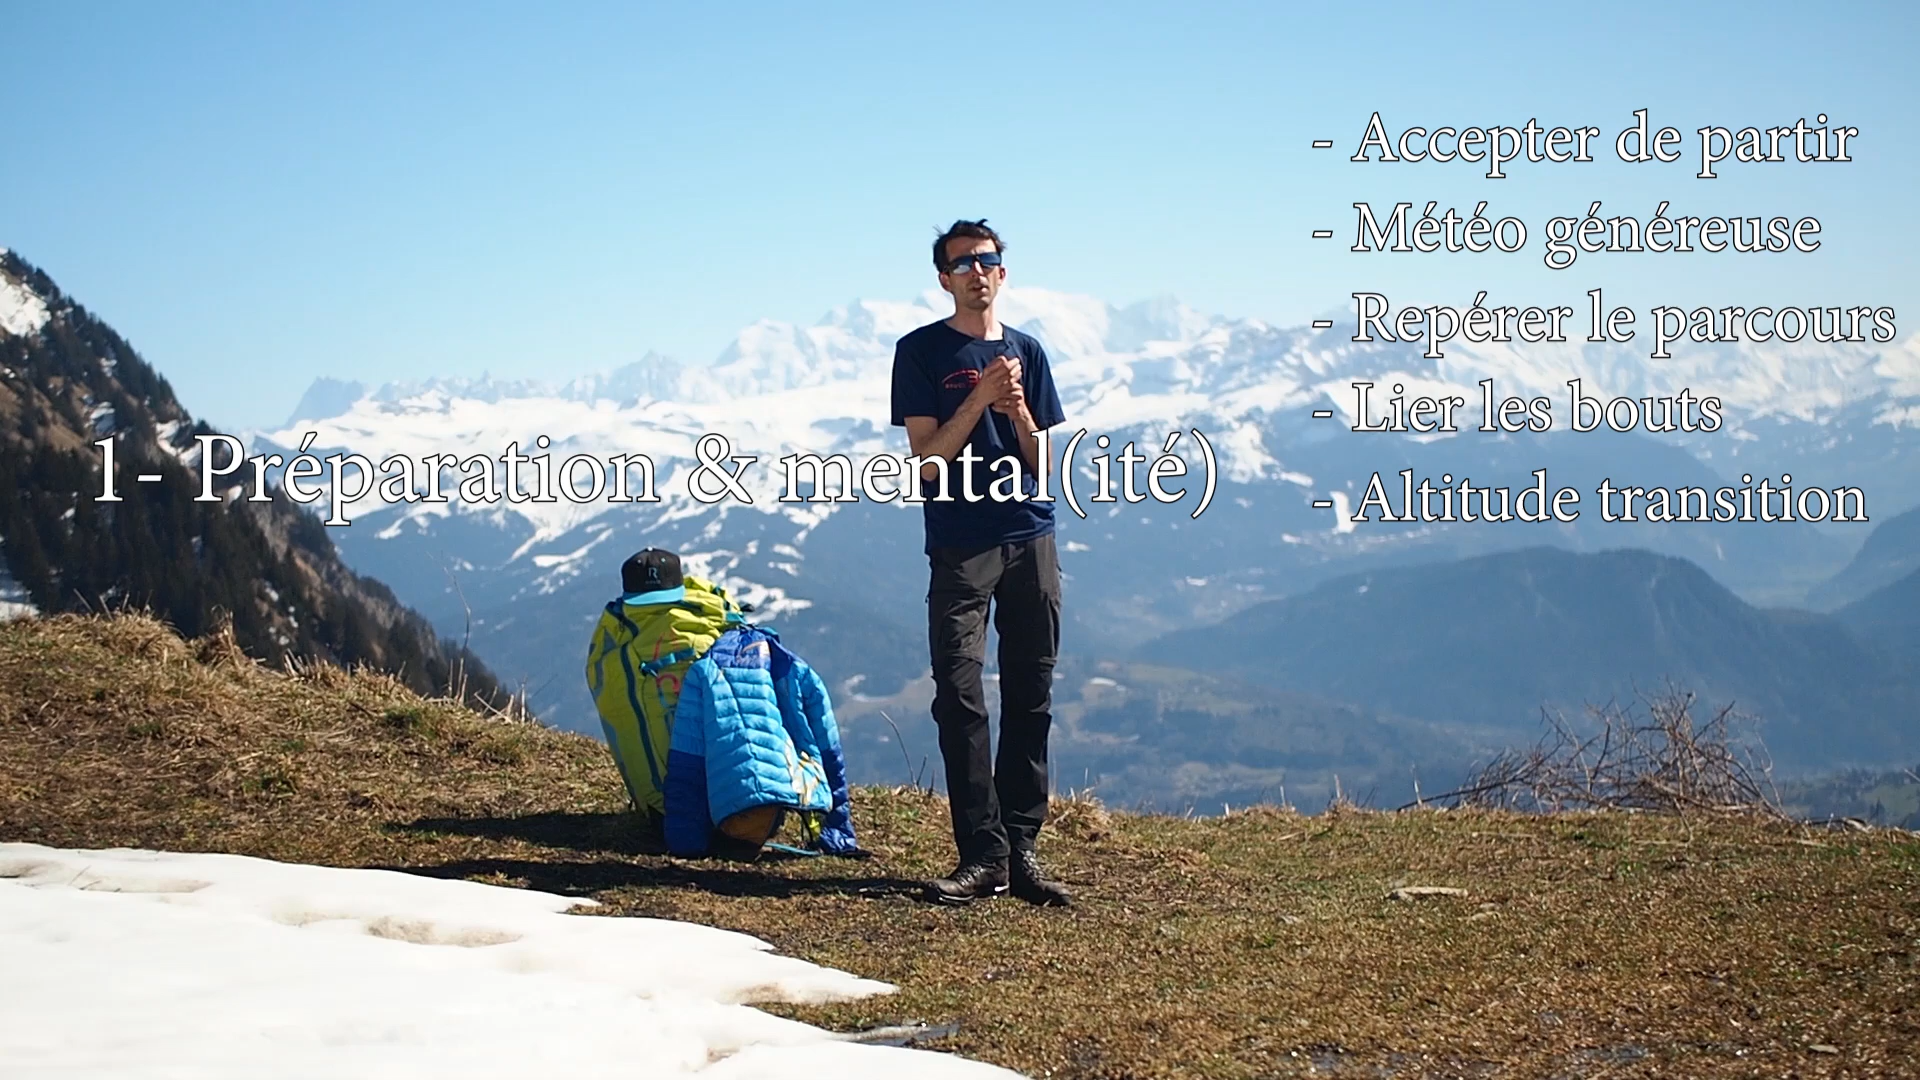 1- Préparation & mental(ité)
- Accepter de partir
- Météo généreuse
- Repérer le parcours
- Lier les bouts
- Altitude transition